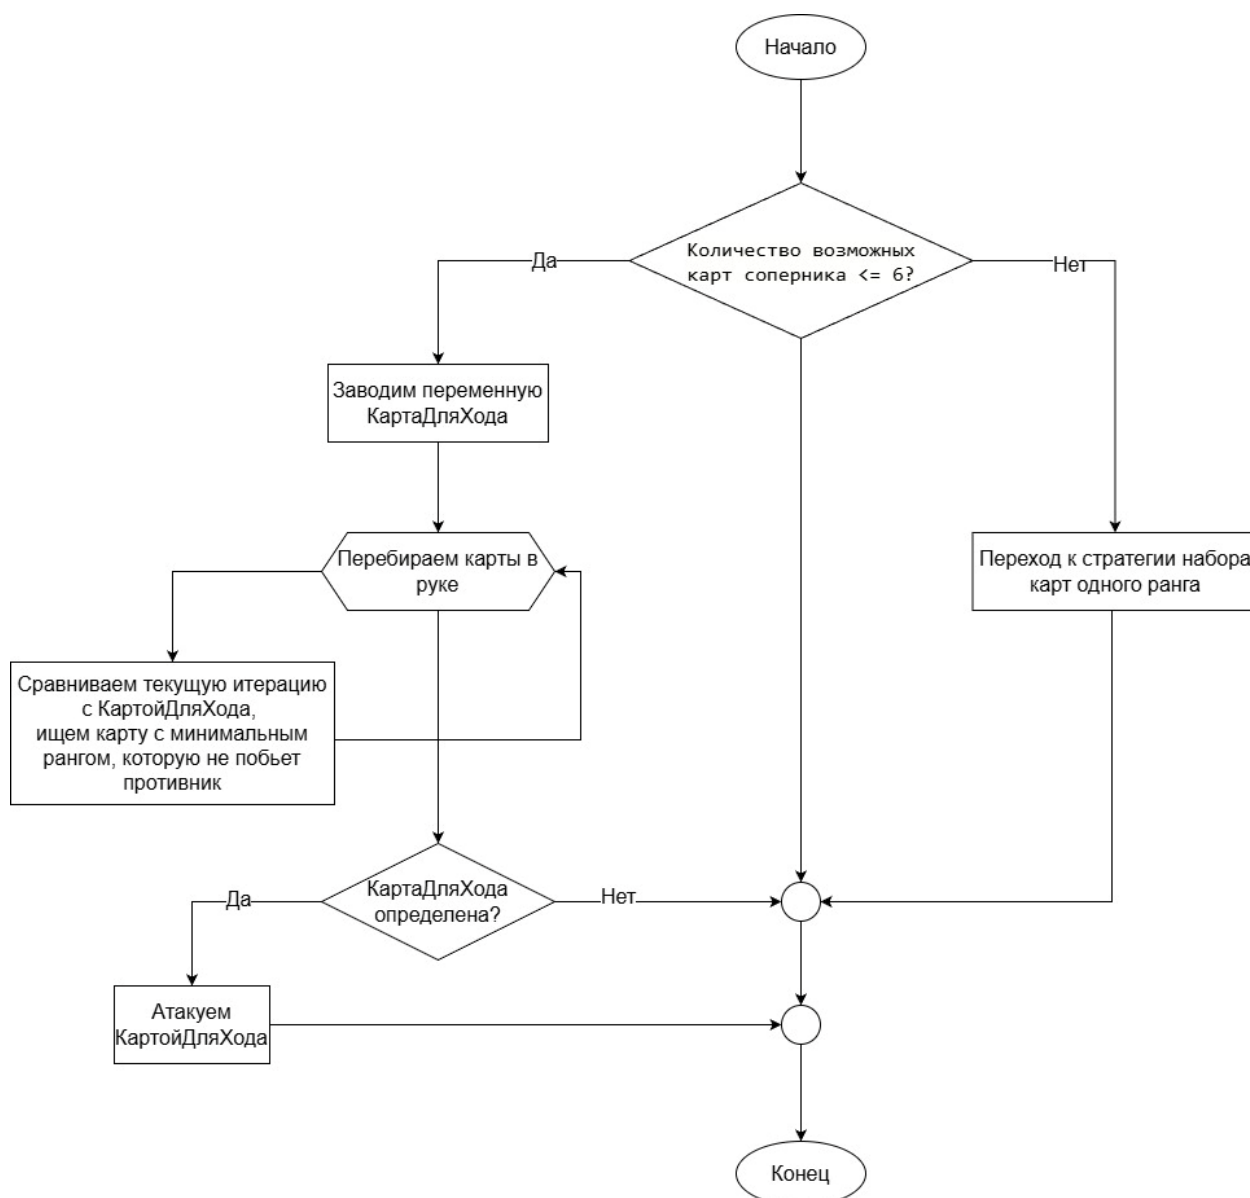 Начало
Количество возможных
карт соперника <= 6?
Да
Нет
Заводим переменную
КартаДляХода
Перебираем карты в
руке
Переход к стратегии набора
карт одного ранга
Сравниваем текущую итерацию
с КартойДляХода,
ищем карту с минимальным
рангом, которую не побьет
противник
КартаДляХода
определена?
Да
Нет
Атакуем
КартойДляХода
Конец